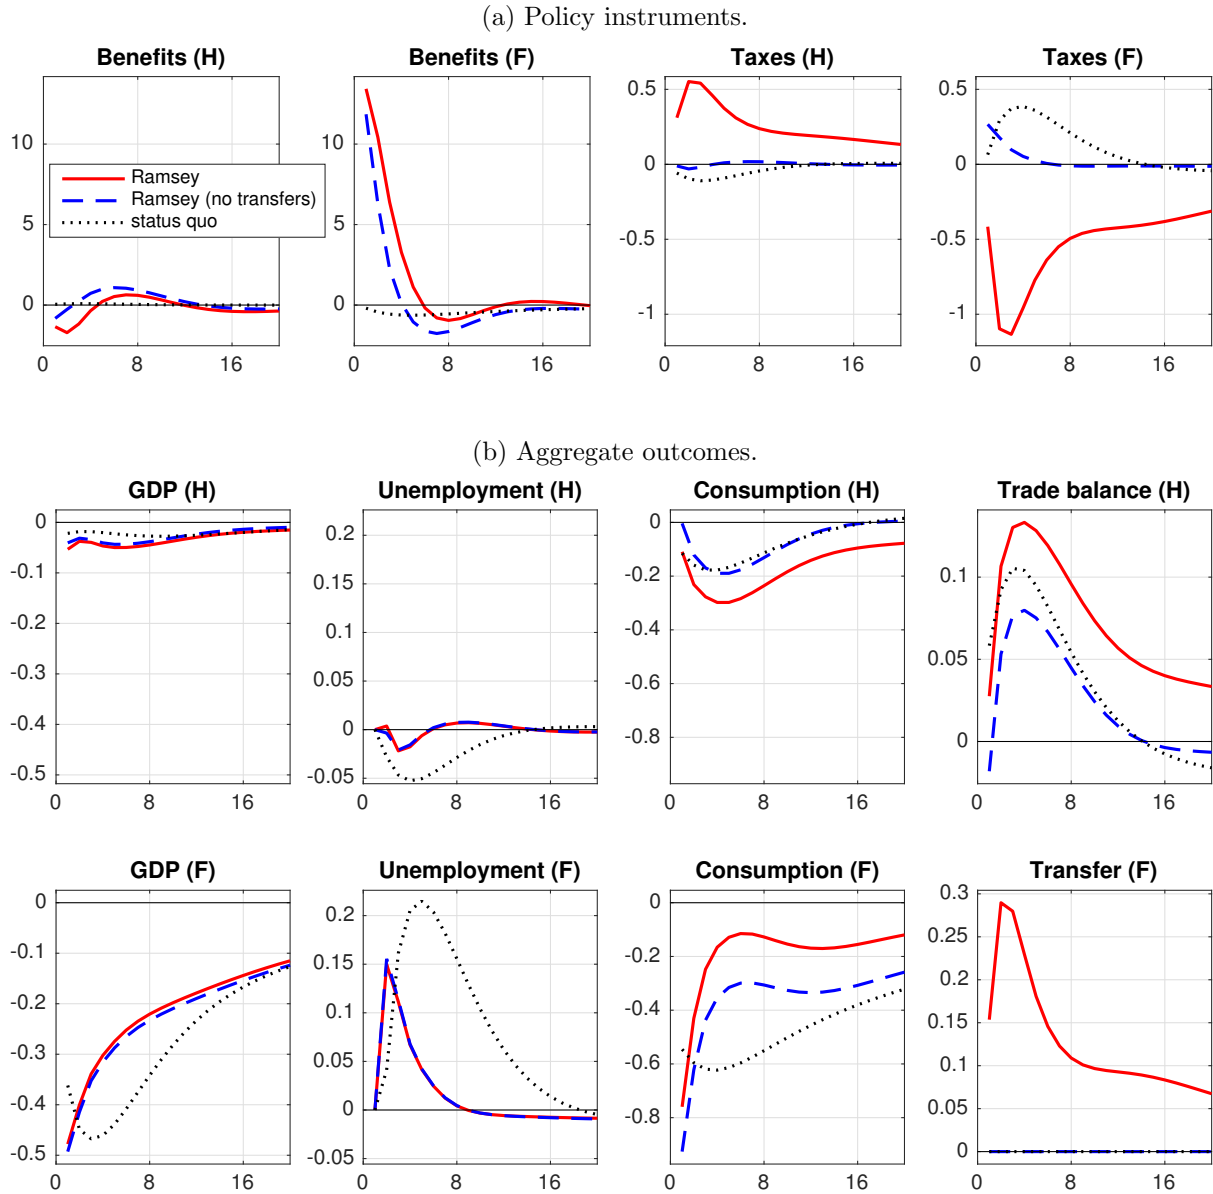 (a) Policy instruments.
Benefits (H) Benefits (F) Taxes (H) Taxes (F)
10 10 0.5 0.5
5 5 0 0
0 0 -0.5 -0.5
-1 -1
Ramsey
Ramsey (no transfers)
status quo
0 8 16 0 8 16 0 8 16 0 8 16
(b) Aggregate outcomes.
GDP (H) Unemployment (H) Consumption (H) Trade balance (H)
0 0.2 0 0.1
-0.1 0.15 -0.2 0.05
-0.2 0.1 -0.4 0
-0.3 0.05 -0.6
-0.4 0 -0.8
-0.5 -0.05
0 8 16 0 8 16 0 8 16 0 8 16
GDP (F) Unemployment (F) Consumption (F) Transfer (F)
0 0.2 0 0.3
-0.1 0.15 -0.2 0.25
-0.2 0.1 -0.4 0.2
-0.3 0.05 -0.6 0.15
-0.4 0 -0.8 0.1
-0.5 -0.05 0.05
0
0 8 16 0 8 16 0 8 16 0 8 16